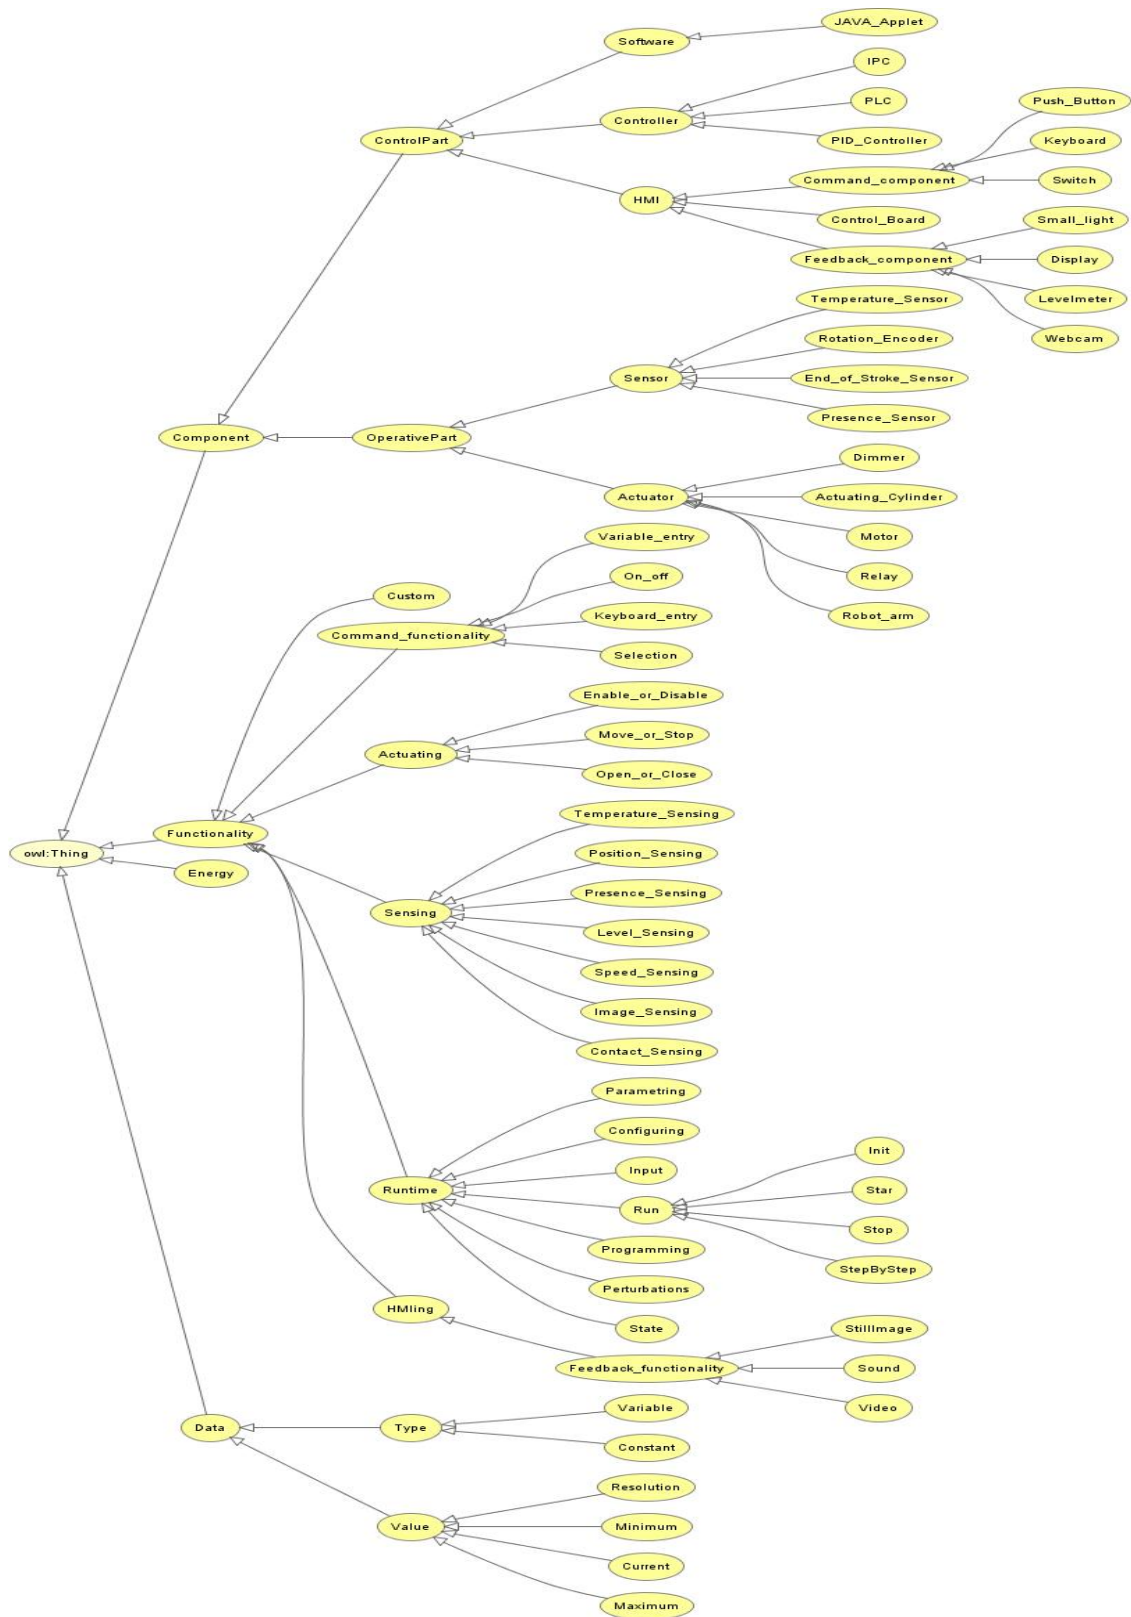 JAVA_Applet
Software
IPC
PLC
Push_Button
Controller
ControlPart
PID_Controller
Keyboard
Command_component
Switch
HMI
Control_Board
Small_light
Feedback_component
Display
Temperature_Sensor
Levelmeter
Rotation_Encoder
Webcam
Sensor
End_of_Stroke_Sensor
Presence_Sensor
Component
OperativePart
Dimmer
Actuator
Actuating_Cylinder
Variable_entry
Motor
On_off
Relay
Custom
Keyboard_entry
Robot_arm
Command_functionality
Selection
Enable_or_Disable
Move_or_Stop
Actuating
Open_or_Close
Temperature_Sensing
Functionality
owl:Thing
Position_Sensing
Energy
Presence_Sensing
Sensing
Level_Sensing
Speed_Sensing
Image_Sensing
Contact_Sensing
Parametring
Configuring
Init
Input
Runtime
Star
Run
Stop
Programming
StepByStep
Perturbations
HMIing
State
StillImage
Feedback_functionality
Sound
Variable
Video
Data
Type
Constant
Resolution
Value
Minimum
Current
Maximum